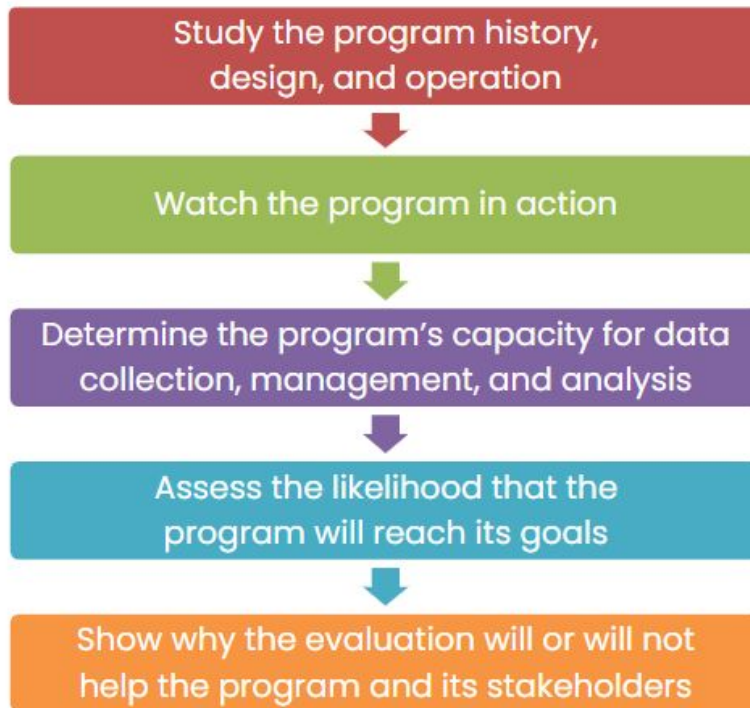 Study the program history,
design, and operation
Watch the program in action
Determine the program’s capacity for data
collection, management, and analysis
Assess the likelihood that the
program will reach its goals
Show why the evaluation will or will not
help the program and its stakeholders